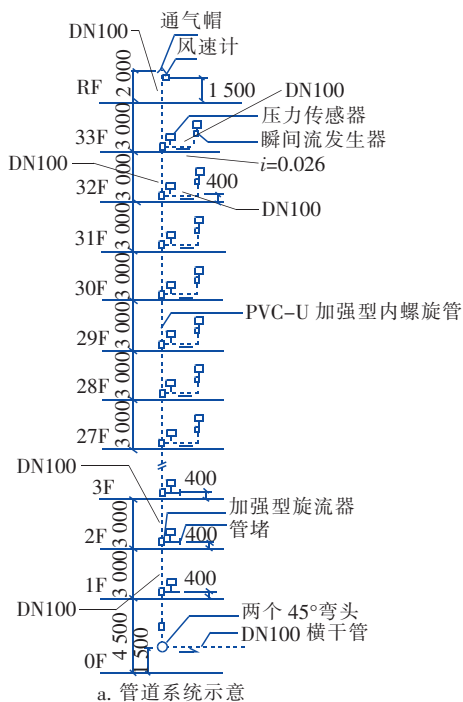 通气帽
DN100
风速计
2 000
RF
1 500
DN100
压力传感器
瞬间流发生器
3 000
33F
i=0.026
DN100
3 000
32F
400
DN100
3 000
31F
3 000
30F
3 000
PVC-U 加强型内螺旋管
29F
3 000
28F
3 000
27F
DN100
3F
400
3 000
加强型旋流器
管堵
2F
400
3 000
1F
400
DN100
4 500
两个 45°弯头
DN100 横干管
1 500
0F
a. 管道系统示意